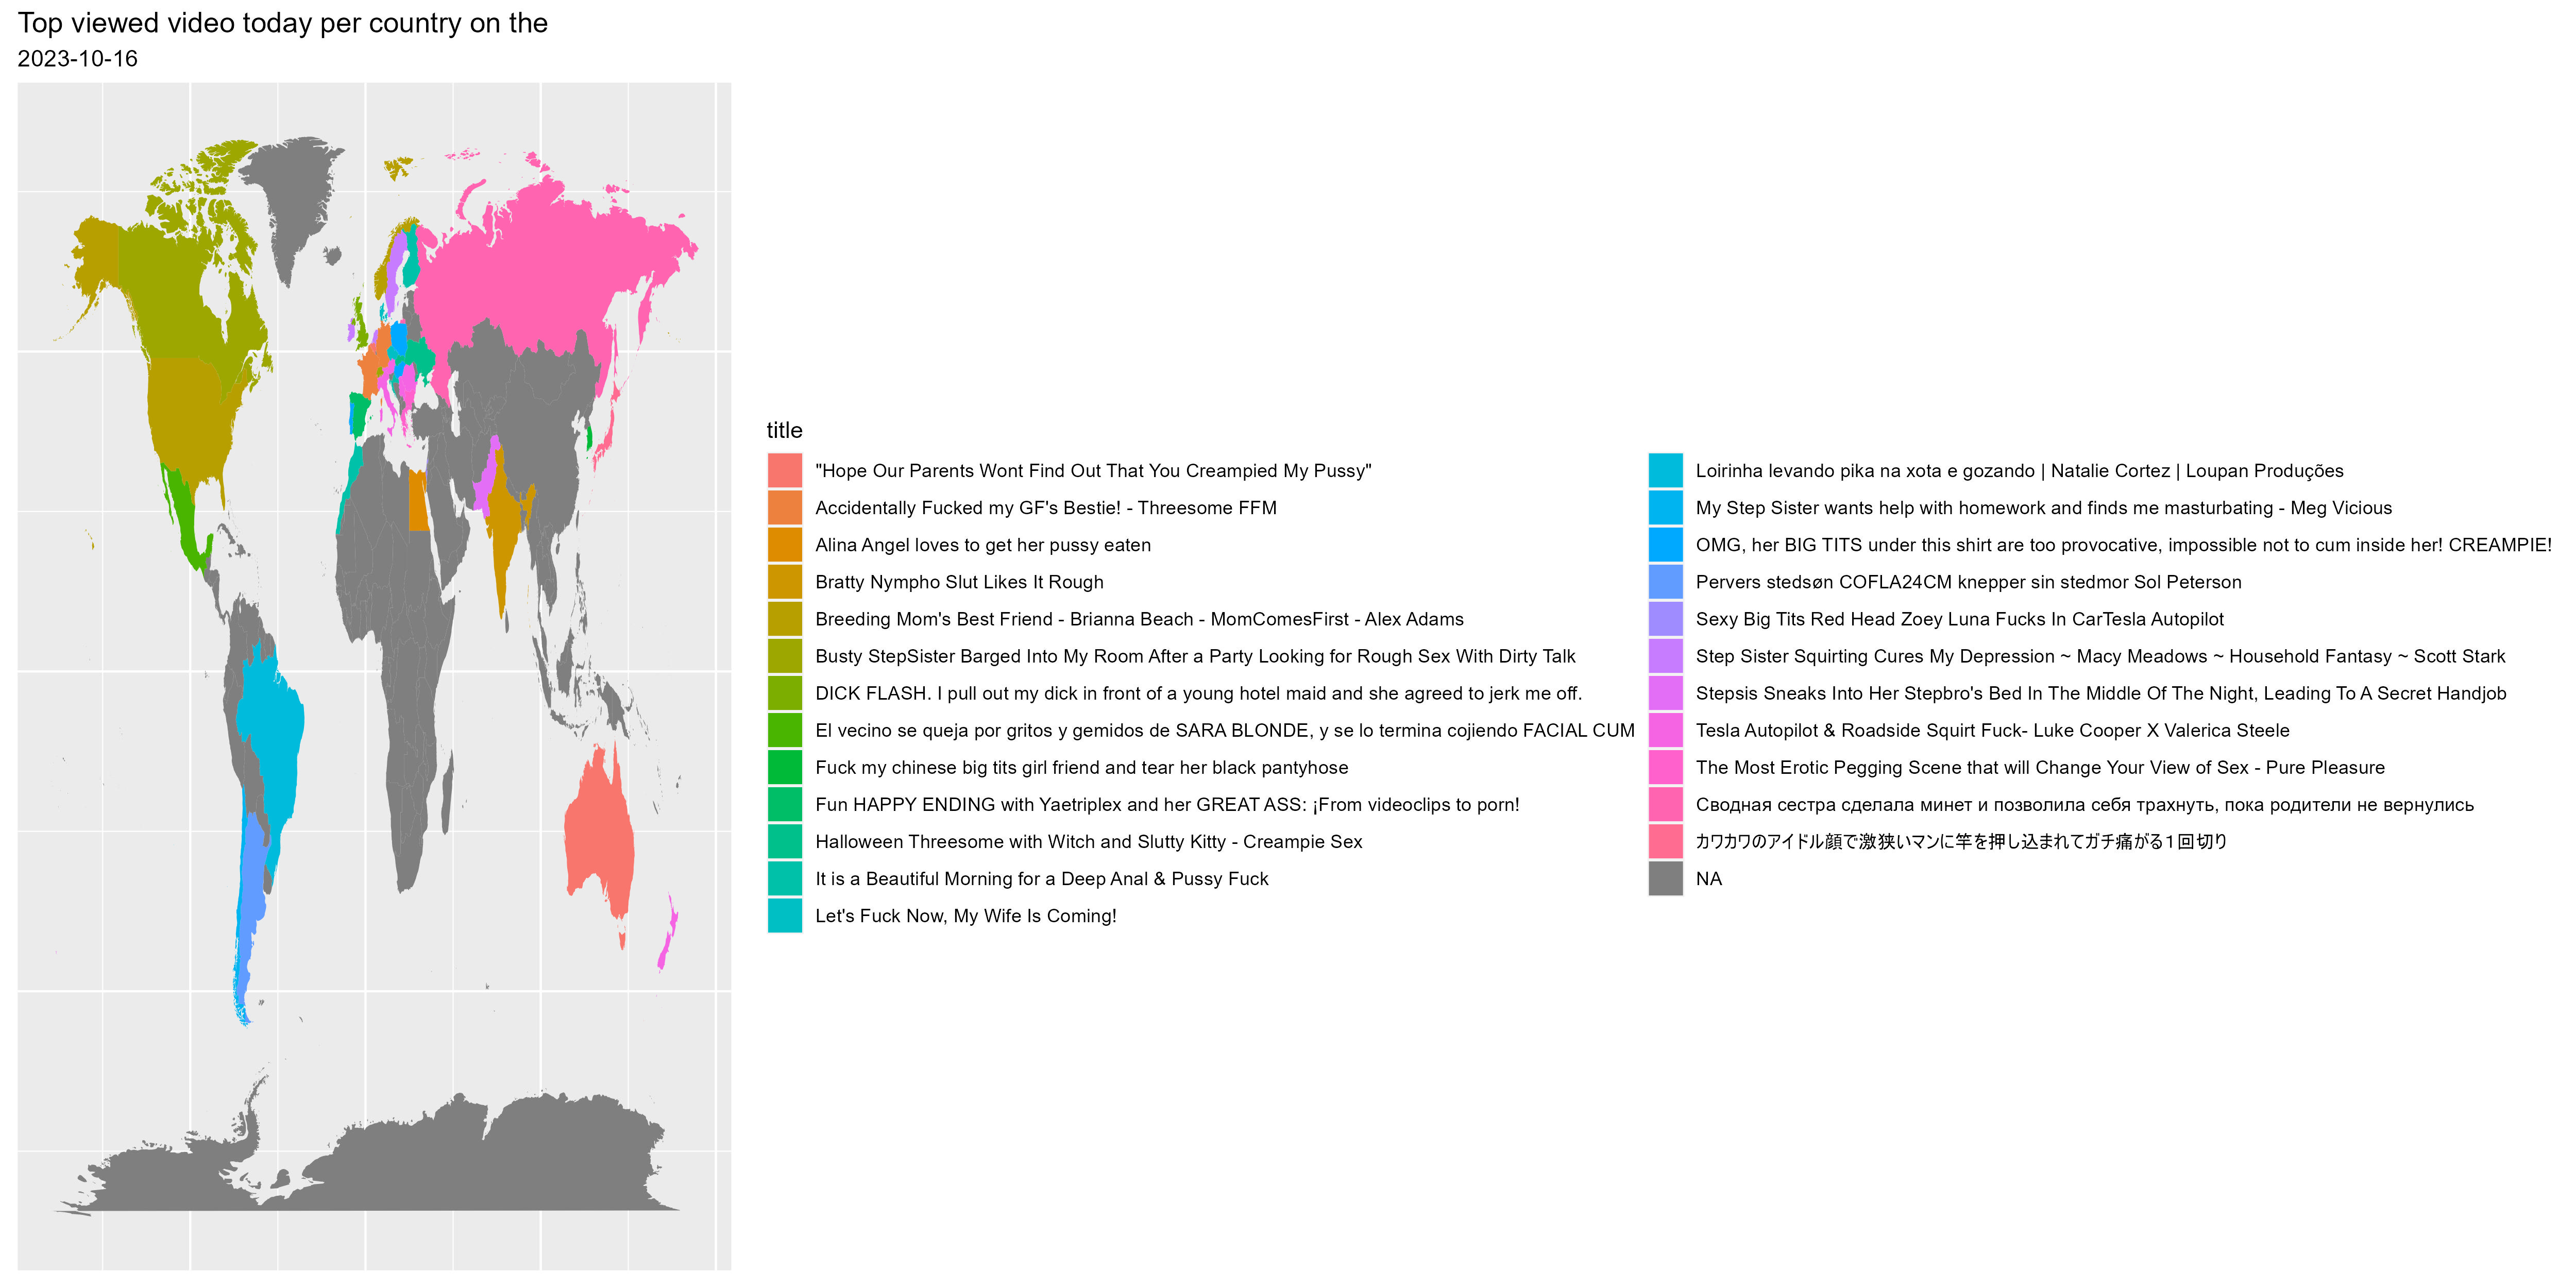 Top viewed video today per country on the
2023-10-16
title
"Hope Our Parents Wont Find Out That You Creampied My Pussy"
Accidentally Fucked my GF's Bestie! - Threesome FFM
Alina Angel loves to get her pussy eaten
Bratty Nympho Slut Likes It Rough
Breeding Mom's Best Friend - Brianna Beach - MomComesFirst - Alex Adams
Busty StepSister Barged Into My Room After a Party Looking for Rough Sex With Dirty Talk
DICK FLASH. I pull out my dick in front of a young hotel maid and she agreed to jerk me off.
El vecino se queja por gritos y gemidos de SARA BLONDE, y se lo termina cojiendo FACIAL CUM
Fuck my chinese big tits girl friend and tear her black pantyhose
Fun HAPPY ENDING with Yaetriplex and her GREAT ASS: ¡From videoclips to porn!
Halloween Threesome with Witch and Slutty Kitty - Creampie Sex
It is a Beautiful Morning for a Deep Anal & Pussy Fuck
Let's Fuck Now, My Wife Is Coming!
Loirinha levando pika na xota e gozando | Natalie Cortez | Loupan Produções
My Step Sister wants help with homework and finds me masturbating - Meg Vicious
OMG, her BIG TITS under this shirt are too provocative, impossible not to cum inside her! CREAMPIE!
Pervers stedsøn COFLA24CM knepper sin stedmor Sol Peterson
Sexy Big Tits Red Head Zoey Luna Fucks In CarTesla Autopilot
Step Sister Squirting Cures My Depression ~ Macy Meadows ~ Household Fantasy ~ Scott Stark
Stepsis Sneaks Into Her Stepbro's Bed In The Middle Of The Night, Leading To A Secret Handjob
Tesla Autopilot & Roadside Squirt Fuck- Luke Cooper X Valerica Steele
The Most Erotic Pegging Scene that will Change Your View of Sex - Pure Pleasure
Сводная сестра сделала минет и позволила себя трахнуть, пока родители не вернулись
カワカワのアイドル顔で激狭いマンに竿を押し込まれてガチ痛がる１回切り
NA